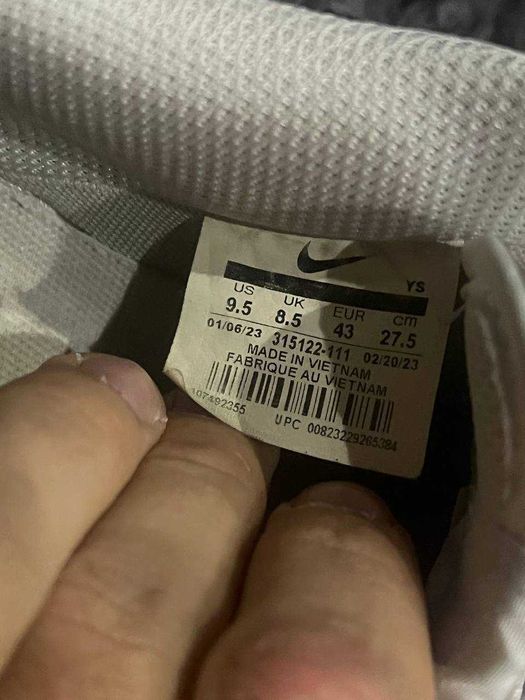 YS
US UK EUR cm
9.5 8.5 43 27.5
01/06/23 315122-111 02/20/23
MADE IN VIETNAM
FABRIQUE AU VIETNAM
107492355 UPC 00823229265384